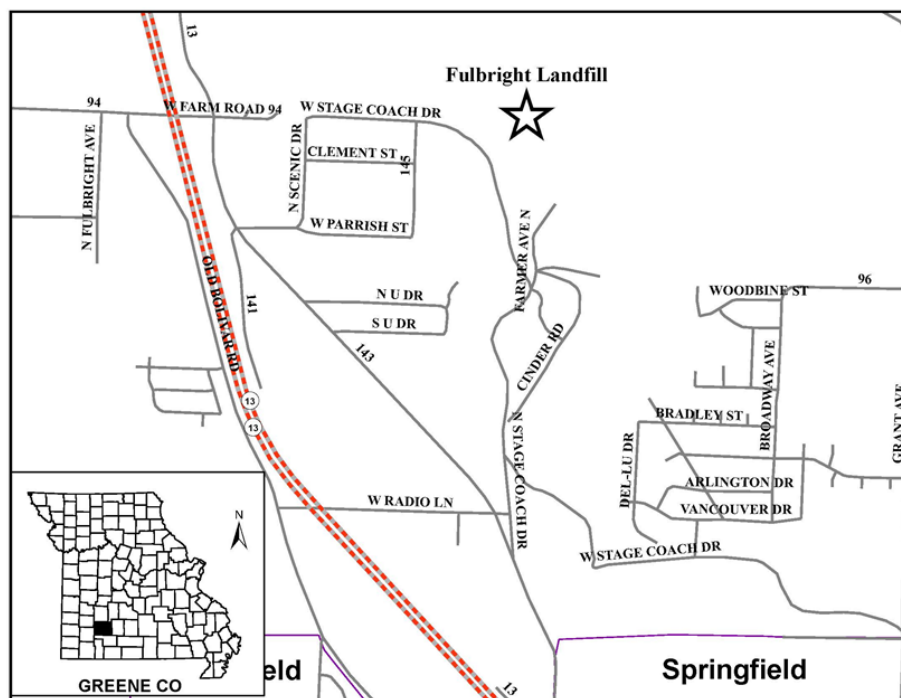 13
Fulbright Landfill
94
W FARM ROAD 94
W STAGE COACH DR
CLEMENT ST
145
N SCENIC DR
N FULBRIGHT AVE
W PARRISH ST
FARMER AVE N
OLD BOLIVAR RD
141
N U DR
S U DR
143
CINDER RD
96
WOODBINE ST
BROADWAY AVE
GRANT AVE
13
13
BRADLEY ST
N STAGE COACH DR
DEL-LU DR
ARLINGTON DR
VANCOUVER DR
W RADIO LN
W STAGE COACH DR
N
GREENE CO
eld
13
Springfield